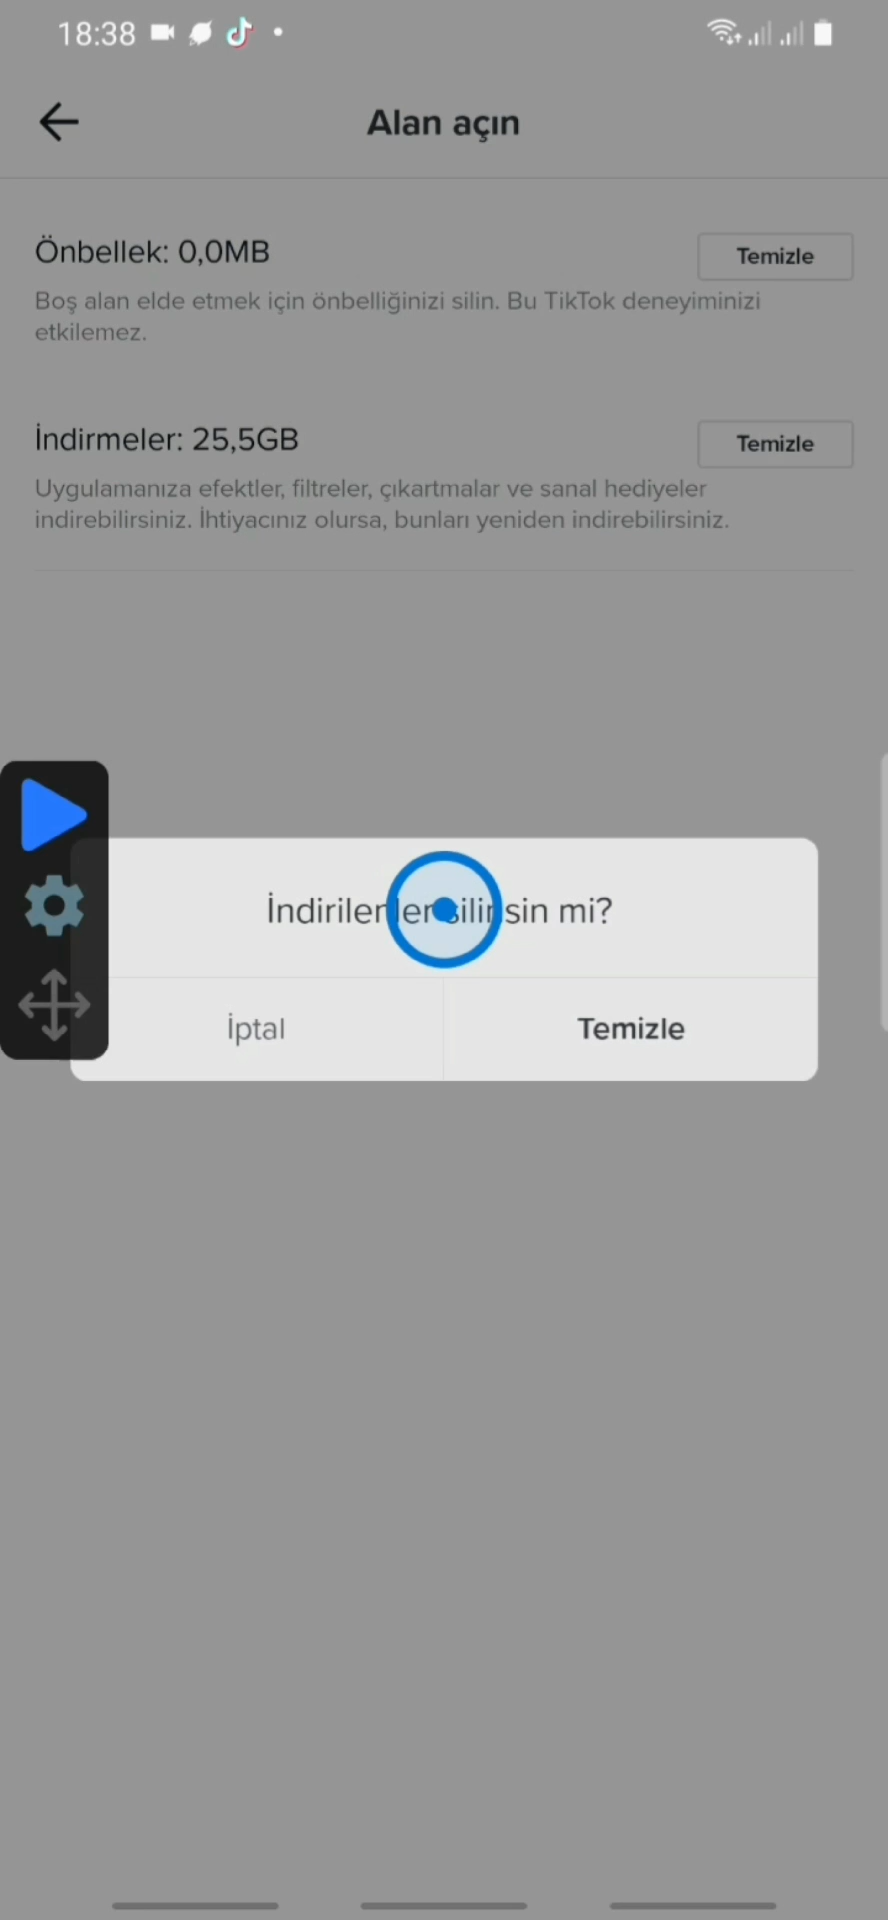 18:38
Alan açın
Önbellek: 0,0MB
Temizle
Boş alan elde etmek için önbelliğinizi silin. Bu TikTok deneyiminizi
etkilemez.
İndirmeler: 25,5GB
Temizle
Uygulamanıza efektler, filtreler, çıkartmalar ve sanal hediyeler
indirebilirsiniz. İhtiyacınız olursa, bunları yeniden indirebilirsiniz.
İndirilenler silinsin mi?
İptal
Temizle